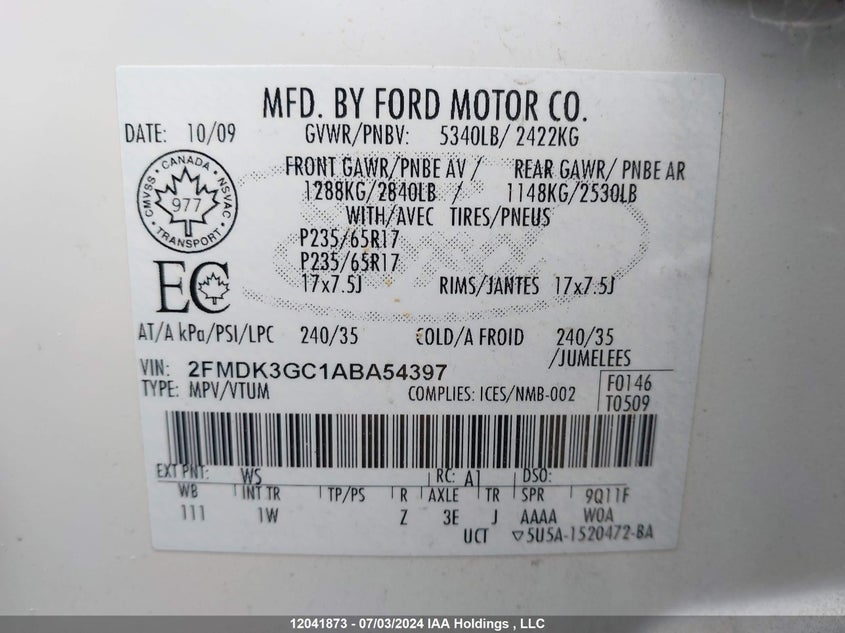 MFD. BY FORD MOTOR CO.
DATE: 10/09 GVWR/PNBV: 5340LB/ 2422KG
FRONT GAWR/PNBE AV / REAR GAWR/ PNBE AR
1288KG/2840LB / 1148KG/2530LB
WITH/AVEC TIRES/PNEUS
CANADA
CMVSS 977 NSVAC
TRANSPORT
P235/65R17
P235/65R17
EC
17x7.5J RIMS/JANTES 17x7.5J
AT/A kPa/PSI/LPC 240/35 COLD/A FROID 240/35
/JUMELEES
VIN: 2FMDK3GC1ABA54397
TYPE: MPV/VTUM COMPLIES: ICES/NMB-002
F0146
T0509
EXT PNT: WS RC: A1 DSO:
WB INT TR TP/PS R AXLE TR SPR 9Q11F
111 1W Z 3E J AAAA WOA
UCT ▽5U5A-1520472-BA
12041873 - 07/03/2024 IAA Holdings , LLC